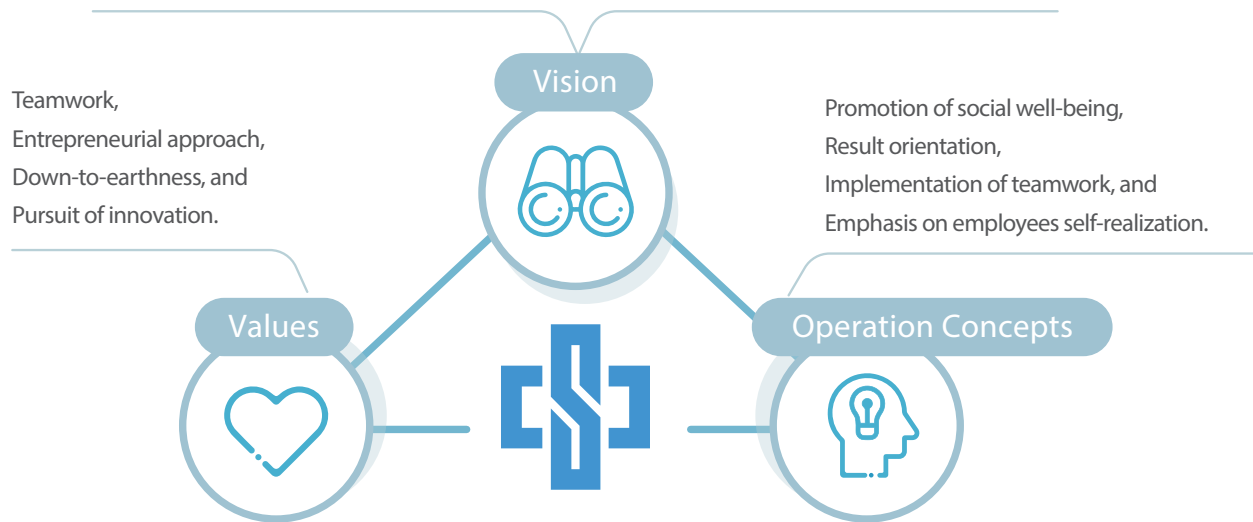 Vision
Teamwork,
Entrepreneurial approach,
Down-to-earthness, and
Pursuit of innovation.
Promotion of social well-being,
Result orientation,
Implementation of teamwork, and
Emphasis on employees self-realization.
Values
Operation Concepts